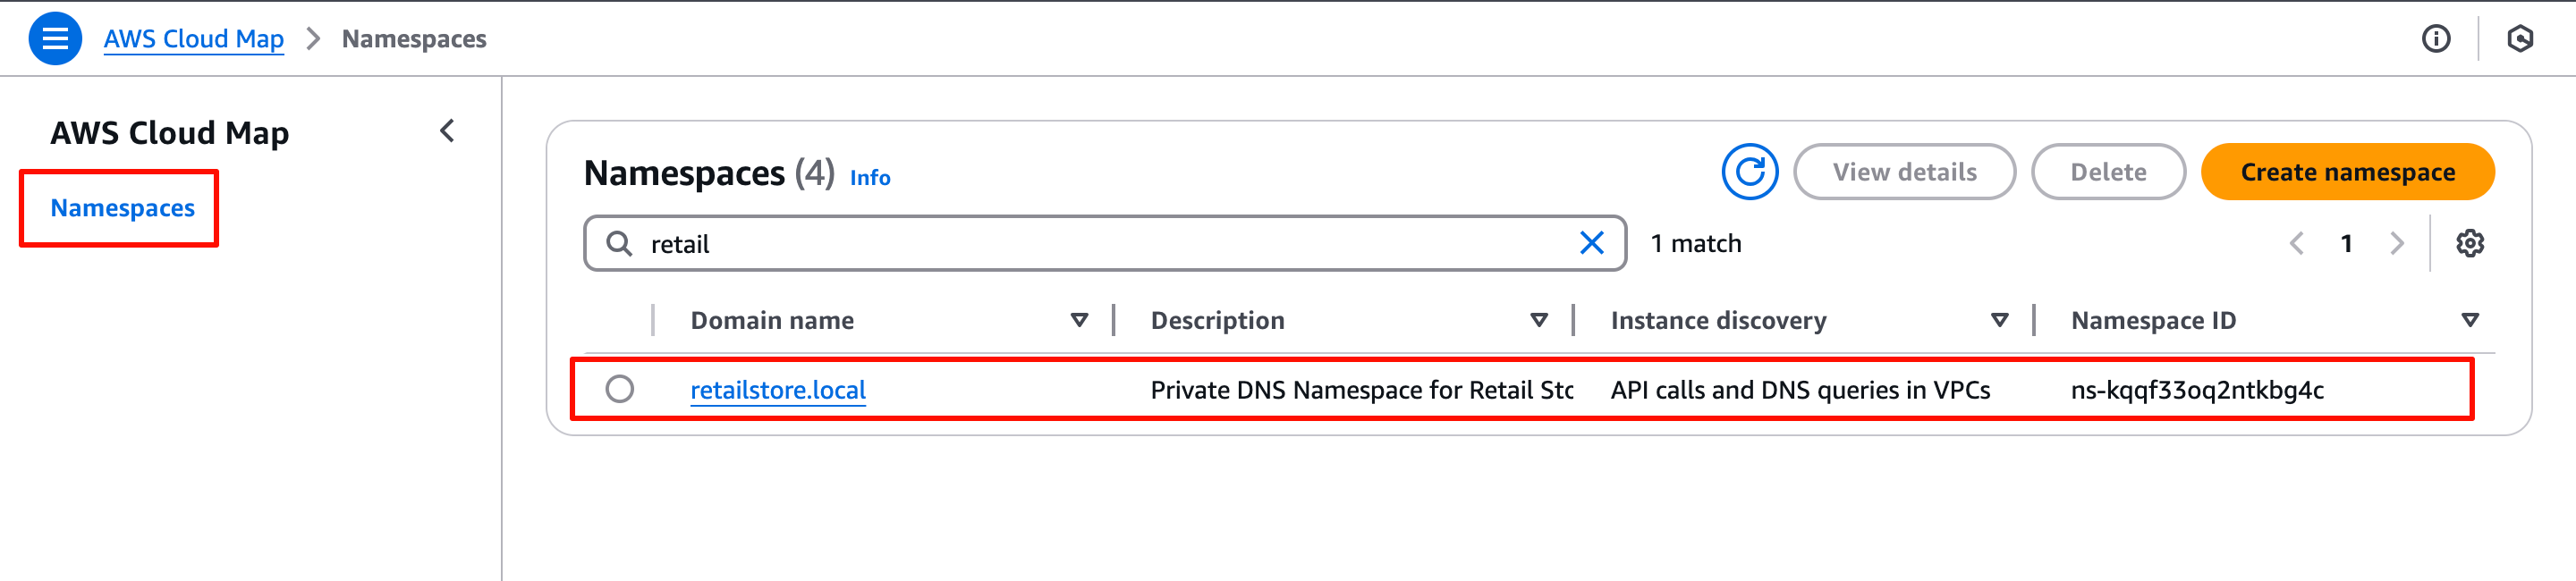 AWS Cloud Map > Namespaces
AWS Cloud Map
Namespaces
Namespaces (4) Info
View details
Delete
Create namespace
retail
1 match
1
Domain name
Description
Instance discovery
Namespace ID
retailstore.local
Private DNS Namespace for Retail Stc
API calls and DNS queries in VPCs
ns-kqqf33oq2ntkbg4c